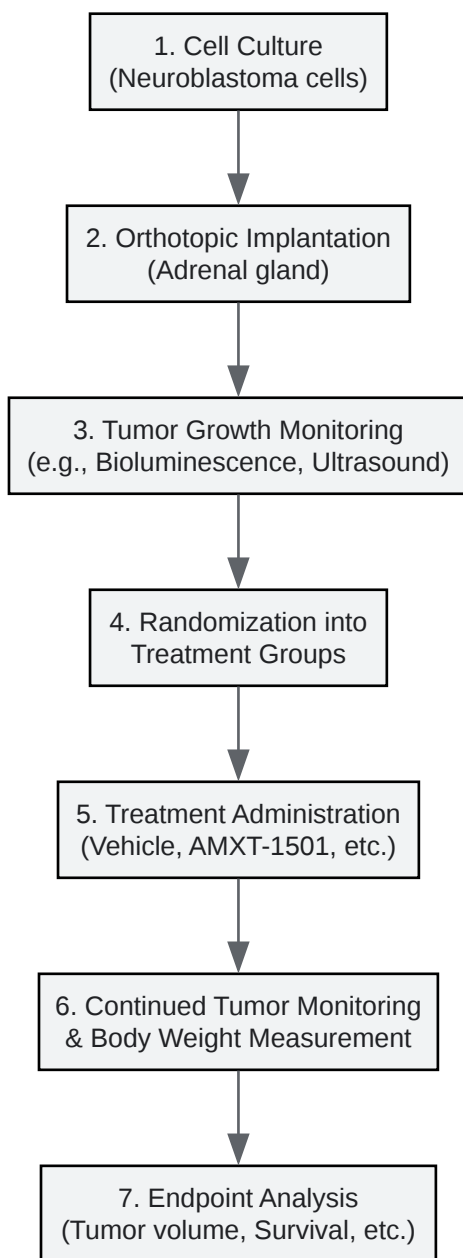 1. Cell Culture
(Neuroblastoma cells)
2. Orthotopic Implantation
(Adrenal gland)
3. Tumor Growth Monitoring
(e.g., Bioluminescence, Ultrasound)
4. Randomization into
Treatment Groups
5. Treatment Administration
(Vehicle, AMXT-1501, etc.)
6. Continued Tumor Monitoring
& Body Weight Measurement
7. Endpoint Analysis
(Tumor volume, Survival, etc.)